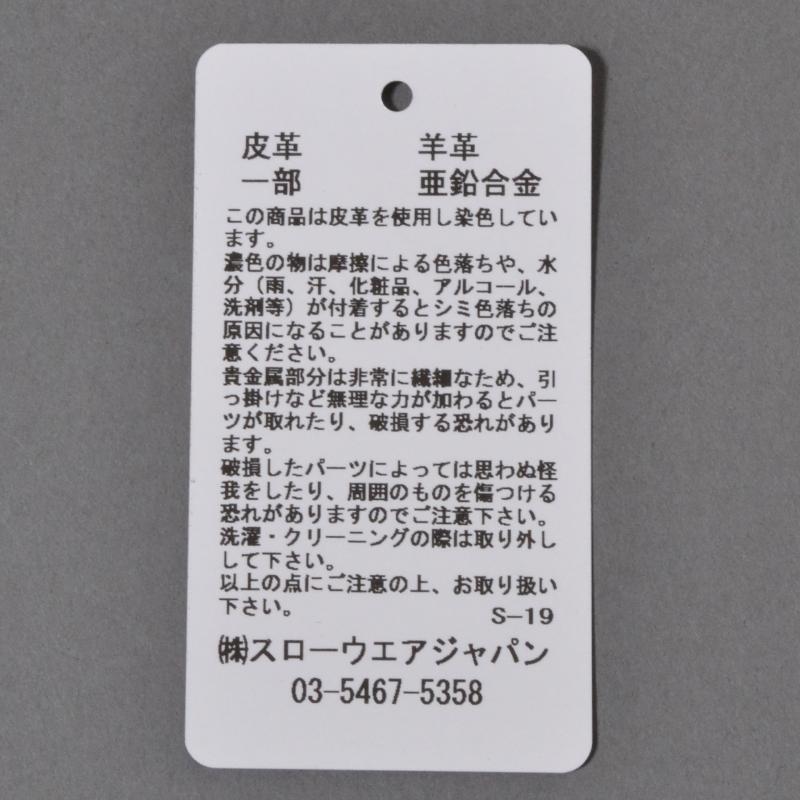 皮革 羊革
一部 亜鉛合金
この商品は皮革を使用し染色してい
ます。
濃色の物は摩擦による色落ちや、水
分（雨、汗、化粧品、アルコール、
洗剤等）が付着するとシミ色落ちの
原因になることがありますのでご注
意ください。
貴金属部分は非常に繊細なため、引
っ掛けなど無理な力が加わるとパー
ツが取れたり、破損する恐れがあり
ます。
破損したパーツによっては思わぬ怪
我をしたり、周囲のものを傷つける
恐れがありますのでご注意下さい。
洗濯・クリーニングの際は取り外し
して下さい。
以上の点にご注意の上、お取り扱い
下さい。 S-19
㈱スローウエアジャパン
03-5467-5358